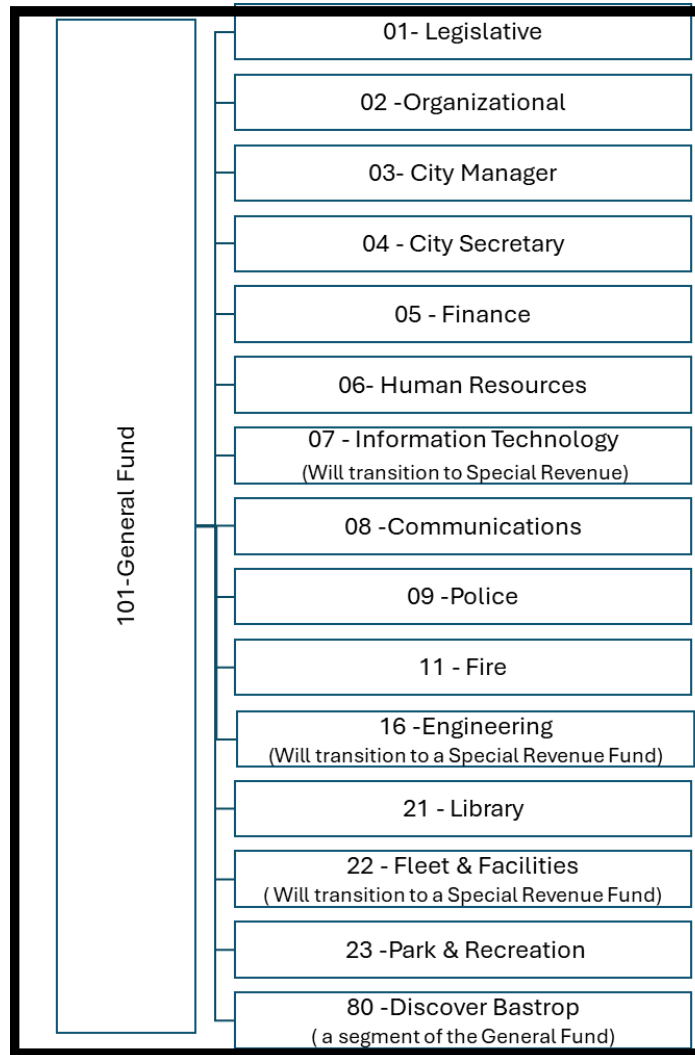 101-General Fund
01- Legislative
02 -Organizational
03- City Manager
04 - City Secretary
05 - Finance
06- Human Resources
07 - Information Technology
(Will transition to Special Revenue)
08 -Communications
09 -Police
11 - Fire
16 -Engineering
(Will transition to a Special Revenue Fund)
21 - Library
22 - Fleet & Facilities
( Will transition to a Special Revenue Fund)
23 -Park & Recreation
80 -Discover Bastrop
( a segment of the General Fund)